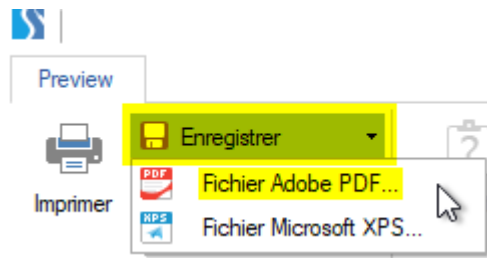 Preview
Imprimer
Enregistrer
PDF
Fichier Adobe PDF...
XPS
Fichier Microsoft XPS...